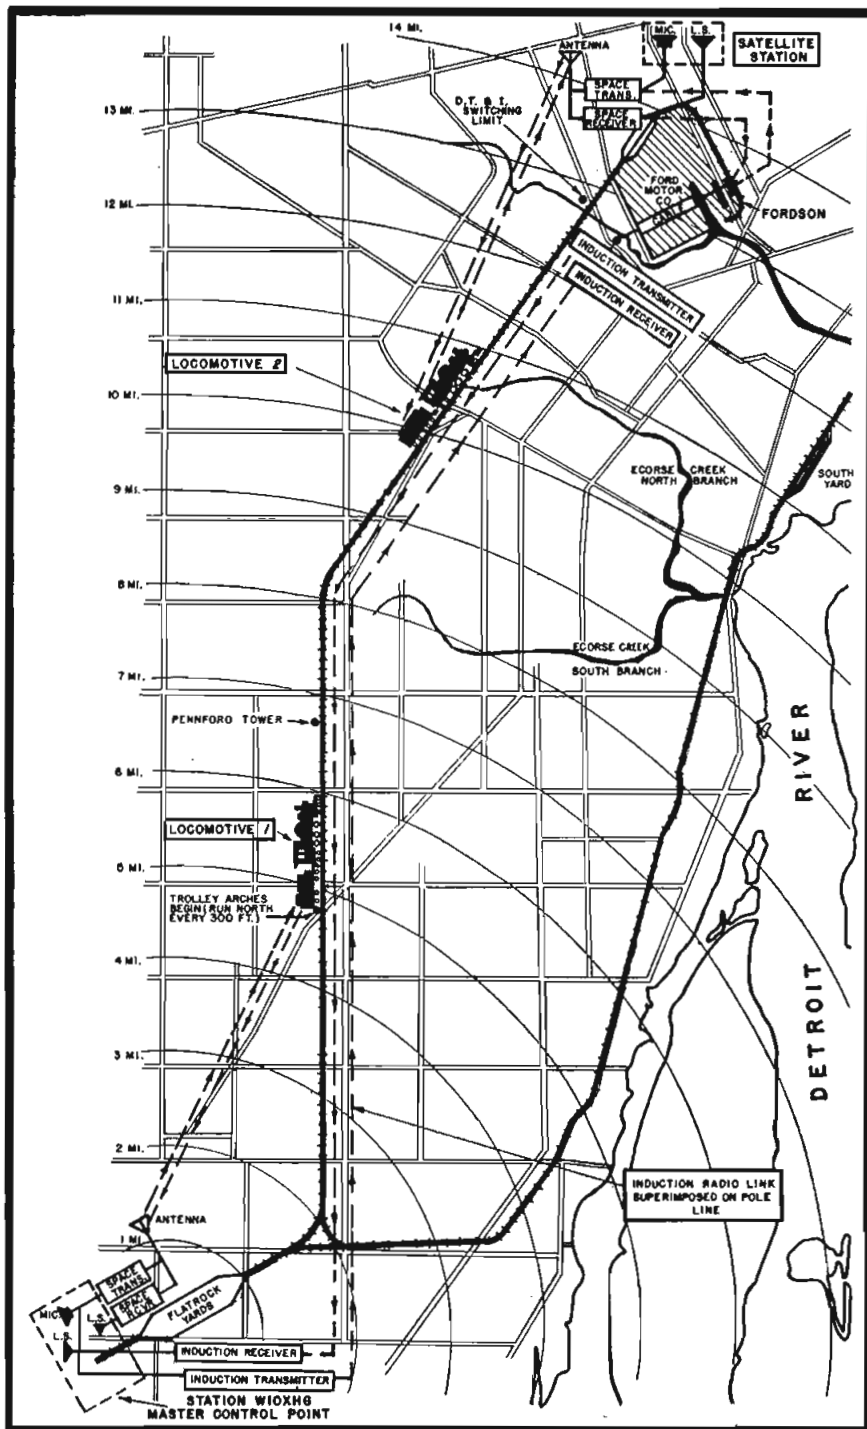 14 MI.
ANTENNA
MIC.
L.S.
SATELLITE
STATION
SPACE
TRANS.
SPACE
RECEIVER
D.T. & I.
SWITCHING
LIMIT
13 MI.
FORD
MOTOR
CO
CABLE
FORDSON
12 MI.
INDUCTION TRANSMITTER
INDUCTION RECEIVER
11 MI.
LOCOMOTIVE 2
10 MI.
ECORSE CREEK
NORTH BRANCH
SOUTH
YARD
9 MI.
8 MI.
ECORSE CREEK
SOUTH BRANCH
7 MI.
PENNFORD TOWER
RIVER
6 MI.
LOCOMOTIVE 1
5 MI.
TROLLEY ARCHES
BEGIN (RUN NORTH
EVERY 300 FT.)
4 MI.
DETROIT
3 MI.
2 MI.
INDUCTION RADIO LINK
SUPERIMPOSED ON POLE
LINE
ANTENNA
1 MI.
SPACE
TRANS.
SPACE
RCVR.
FLATROCK
YARDS
MIC.
L.S.
L.S.
INDUCTION RECEIVER
INDUCTION TRANSMITTER
STATION W10XHG
MASTER CONTROL POINT